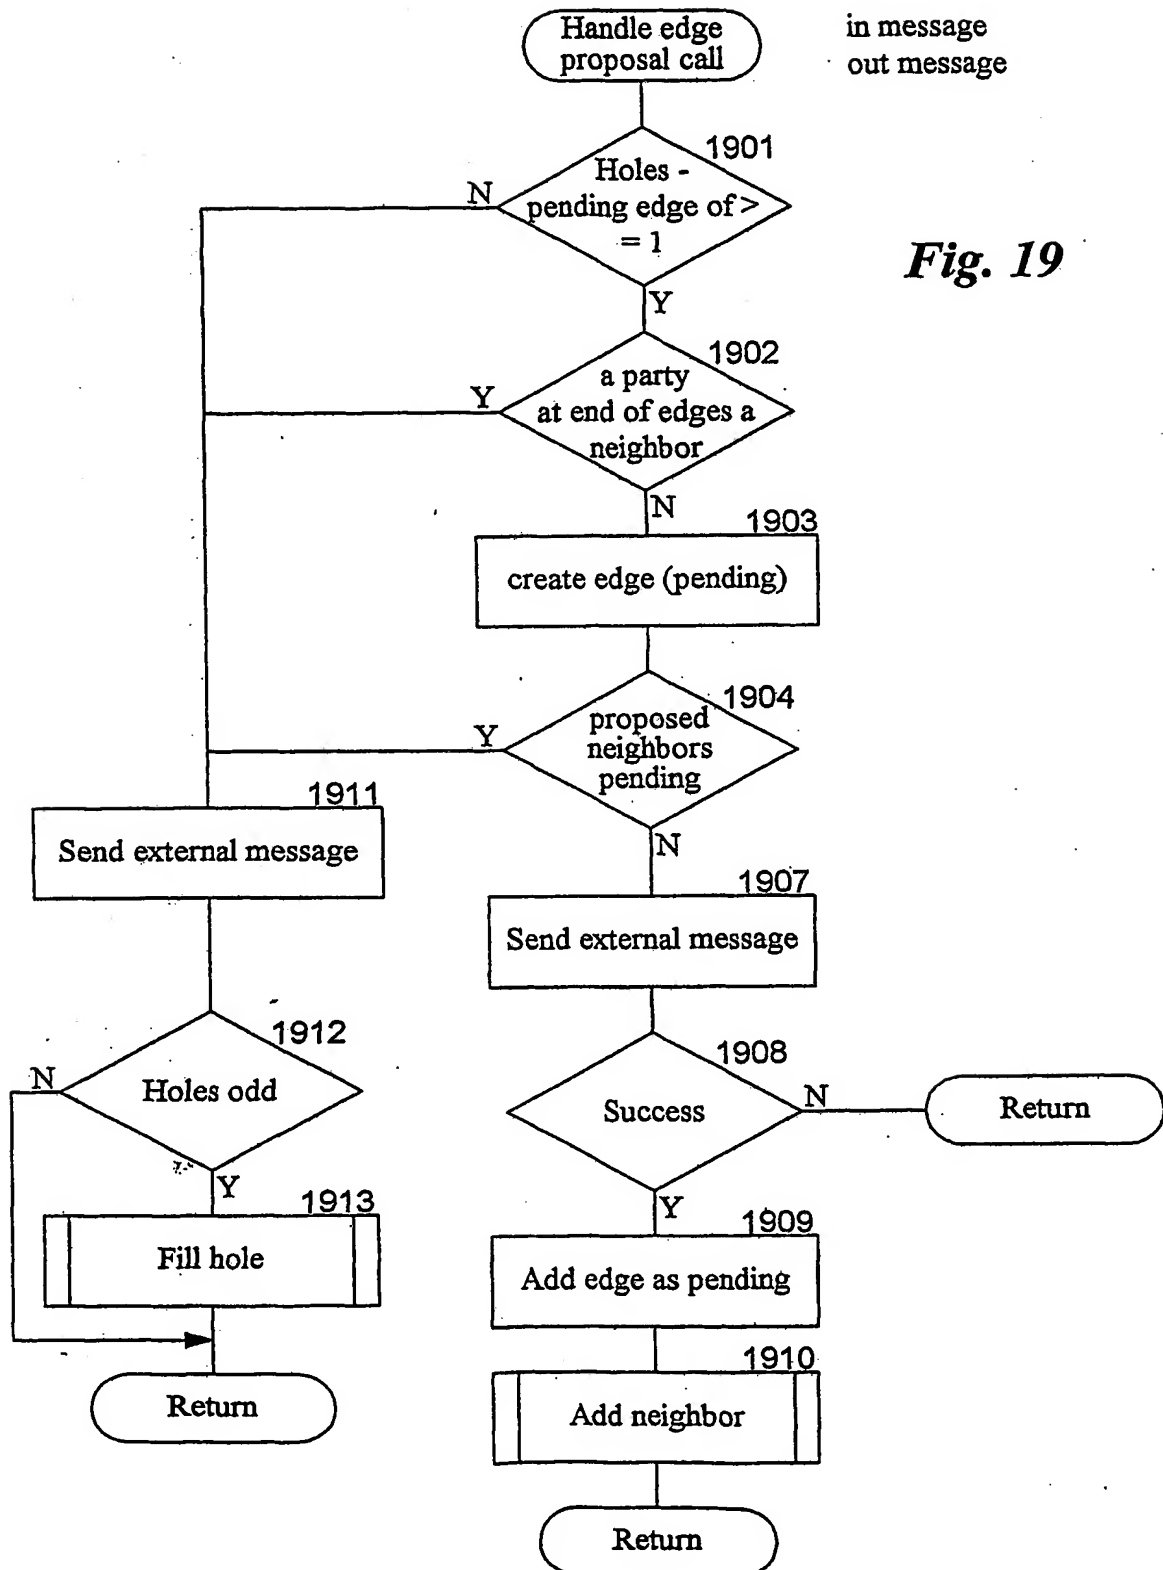 Handle edge
proposal call
in message
out message
1901
Holes -
pending edge of >
= 1
N
Y
Fig. 19
1902
a party
at end of edges a
neighbor
Y
N
1903
create edge (pending)
1904
proposed
neighbors
pending
Y
N
1911
Send external message
1907
Send external message
1912
Holes odd
N
Y
1908
Success
N
Return
Y
1913
Fill hole
Return
1909
Add edge as pending
1910
Add neighbor
Return